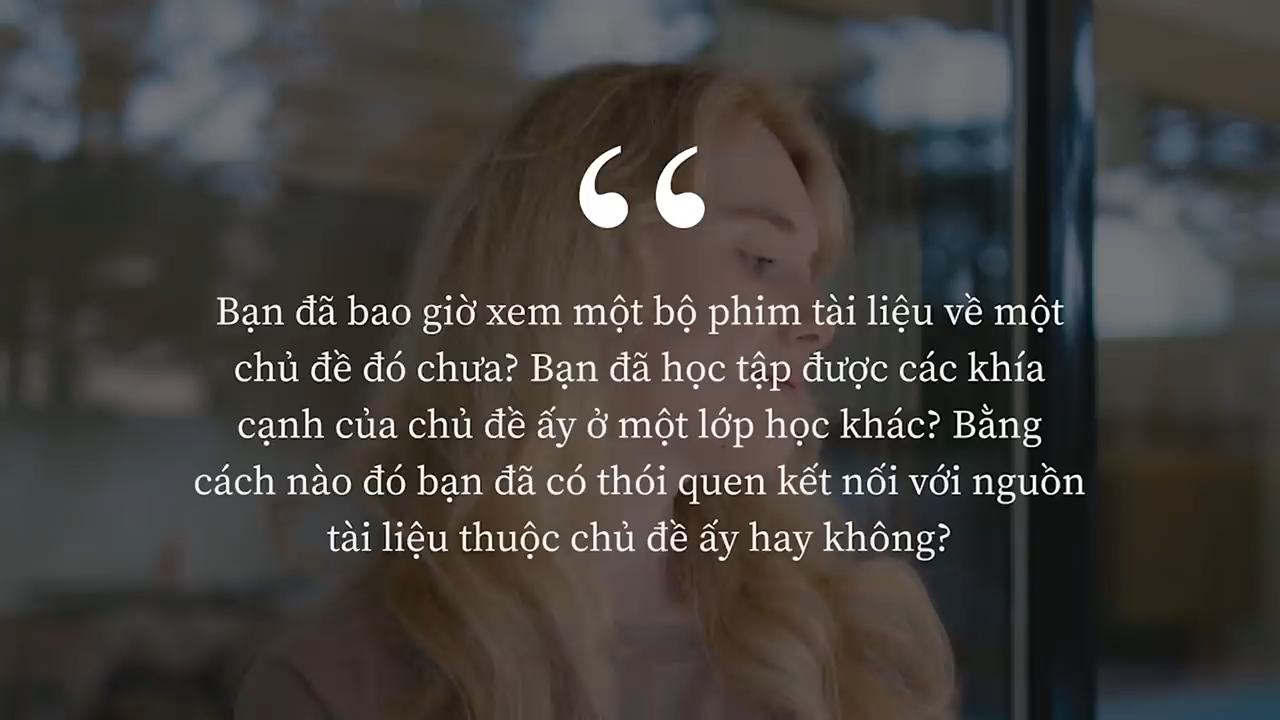 “
Bạn đã bao giờ xem một bộ phim tài liệu về một
chủ đề đó chưa? Bạn đã học tập được các khía
cạnh của chủ đề ấy ở một lớp học khác? Bằng
cách nào đó bạn đã có thói quen kết nối với nguồn
tài liệu thuộc chủ đề ấy hay không?